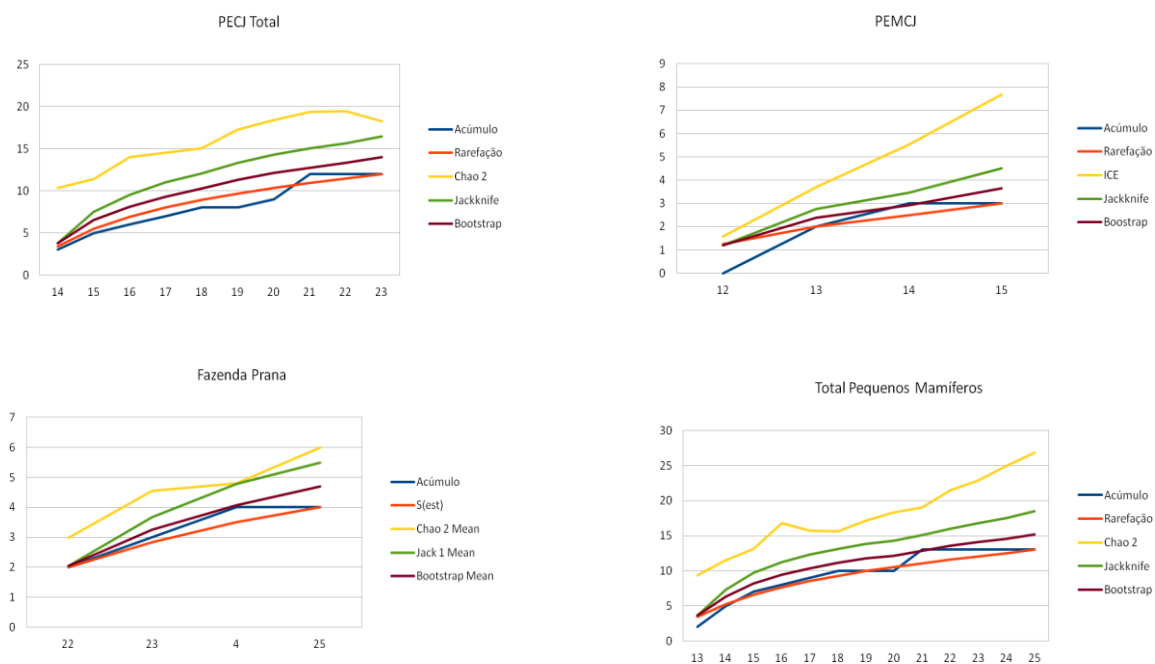 PECJ Total
25
20
15
10
5
0
14 15 16 17 18 19 20 21 22 23
Acúmulo
Rarefação
Chao 2
Jackknife
Bootstrap
PEMCJ
9
8
7
6
5
4
3
2
1
0
12 13 14 15
Acúmulo
Rarefação
ICE
Jackknife
Boostrap
Fazenda Prana
7
6
5
4
3
2
1
0
22 23 4 25
Acúmulo
S(est)
Chao 2 Mean
Jack 1 Mean
Bootstrap Mean
Total Pequenos Mamíferos
30
25
20
15
10
5
0
13 14 15 16 17 18 19 20 21 22 23 24 25
Acúmulo
Rarefação
Chao 2
Jackknife
Bootstrap